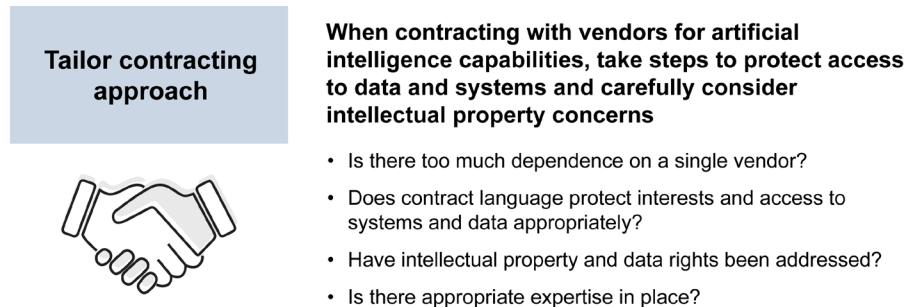 Tailor contracting
approach
When contracting with vendors for artificial
intelligence capabilities, take steps to protect access
to data and systems and carefully consider
intellectual property concerns
• Is there too much dependence on a single vendor?
• Does contract language protect interests and access to
systems and data appropriately?
• Have intellectual property and data rights been addressed?
• Is there appropriate expertise in place?